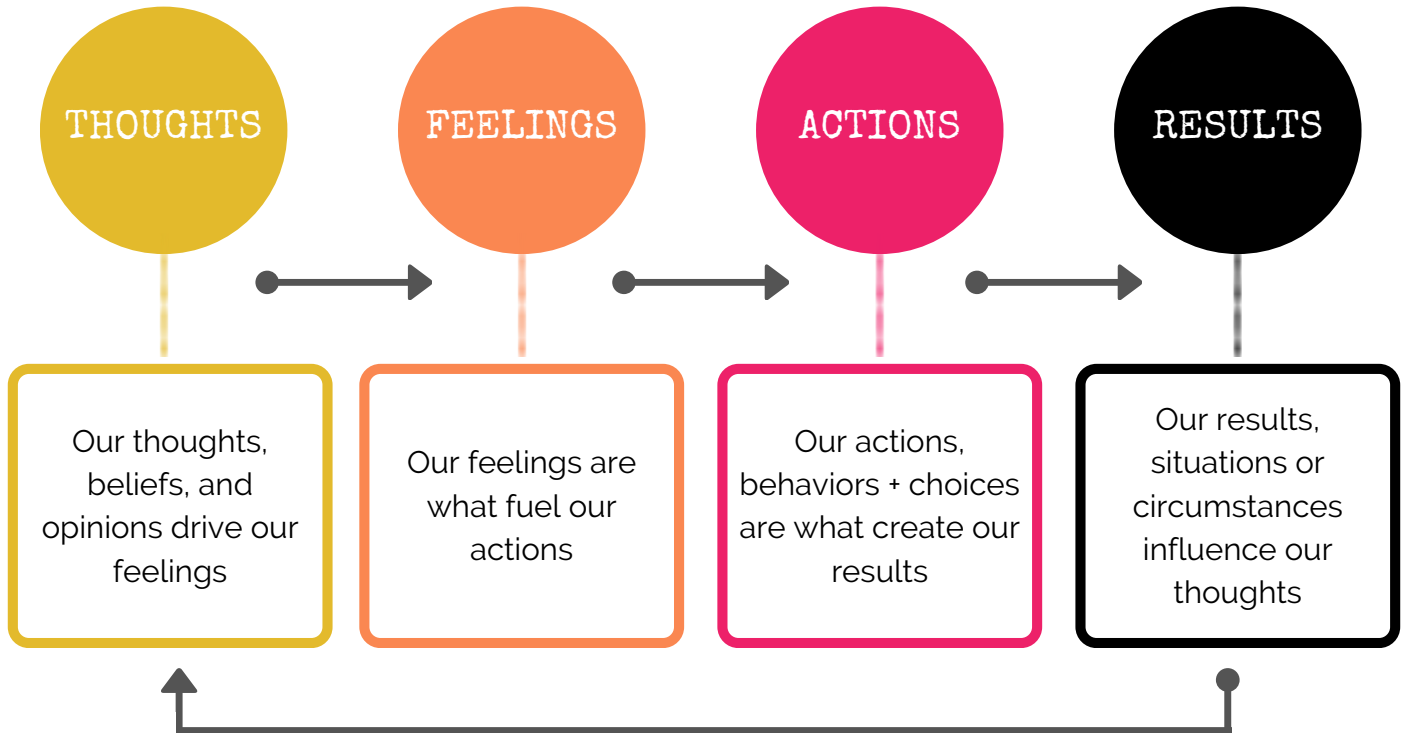 THOUGHTS
FEELINGS
ACTIONS
RESULTS
Our thoughts,
beliefs, and
opinions drive our
feelings
Our feelings are
what fuel our
actions
Our actions,
behaviors + choices
are what create our
results
Our results,
situations or
circumstances
influence our
thoughts